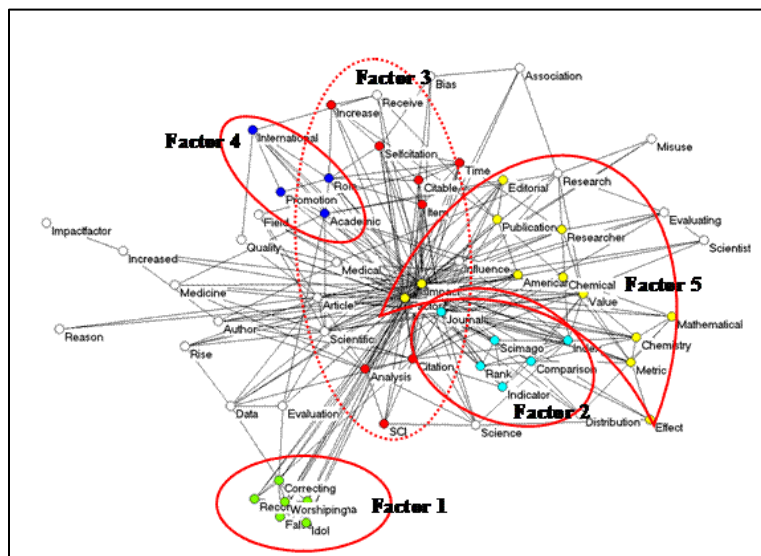 Factor 3
Association
Bias
Receive
Increase
International
Factor 4
Selfcitation
Misuse
Time
Role
Citable
Editorial
Research
Promotion
Item
Academic
Field
Publication
Researcher
Evaluating
Impactfactor
Quality
Scientist
Increased
Medical
Influence
America
Chemical
Factor 5
Medicine
Impact
Value
Article
Journals
Mathematical
Author
Reason
Scientific
Scimago
Index
Chemistry
Rise
Citation
Analysis
Rank
Comparison
Metric
Indicator
Data
Evaluation
Factor 2
SCI
Science
Distribution
Effect
Correcting
Worshipingna
Factor 1
Idol